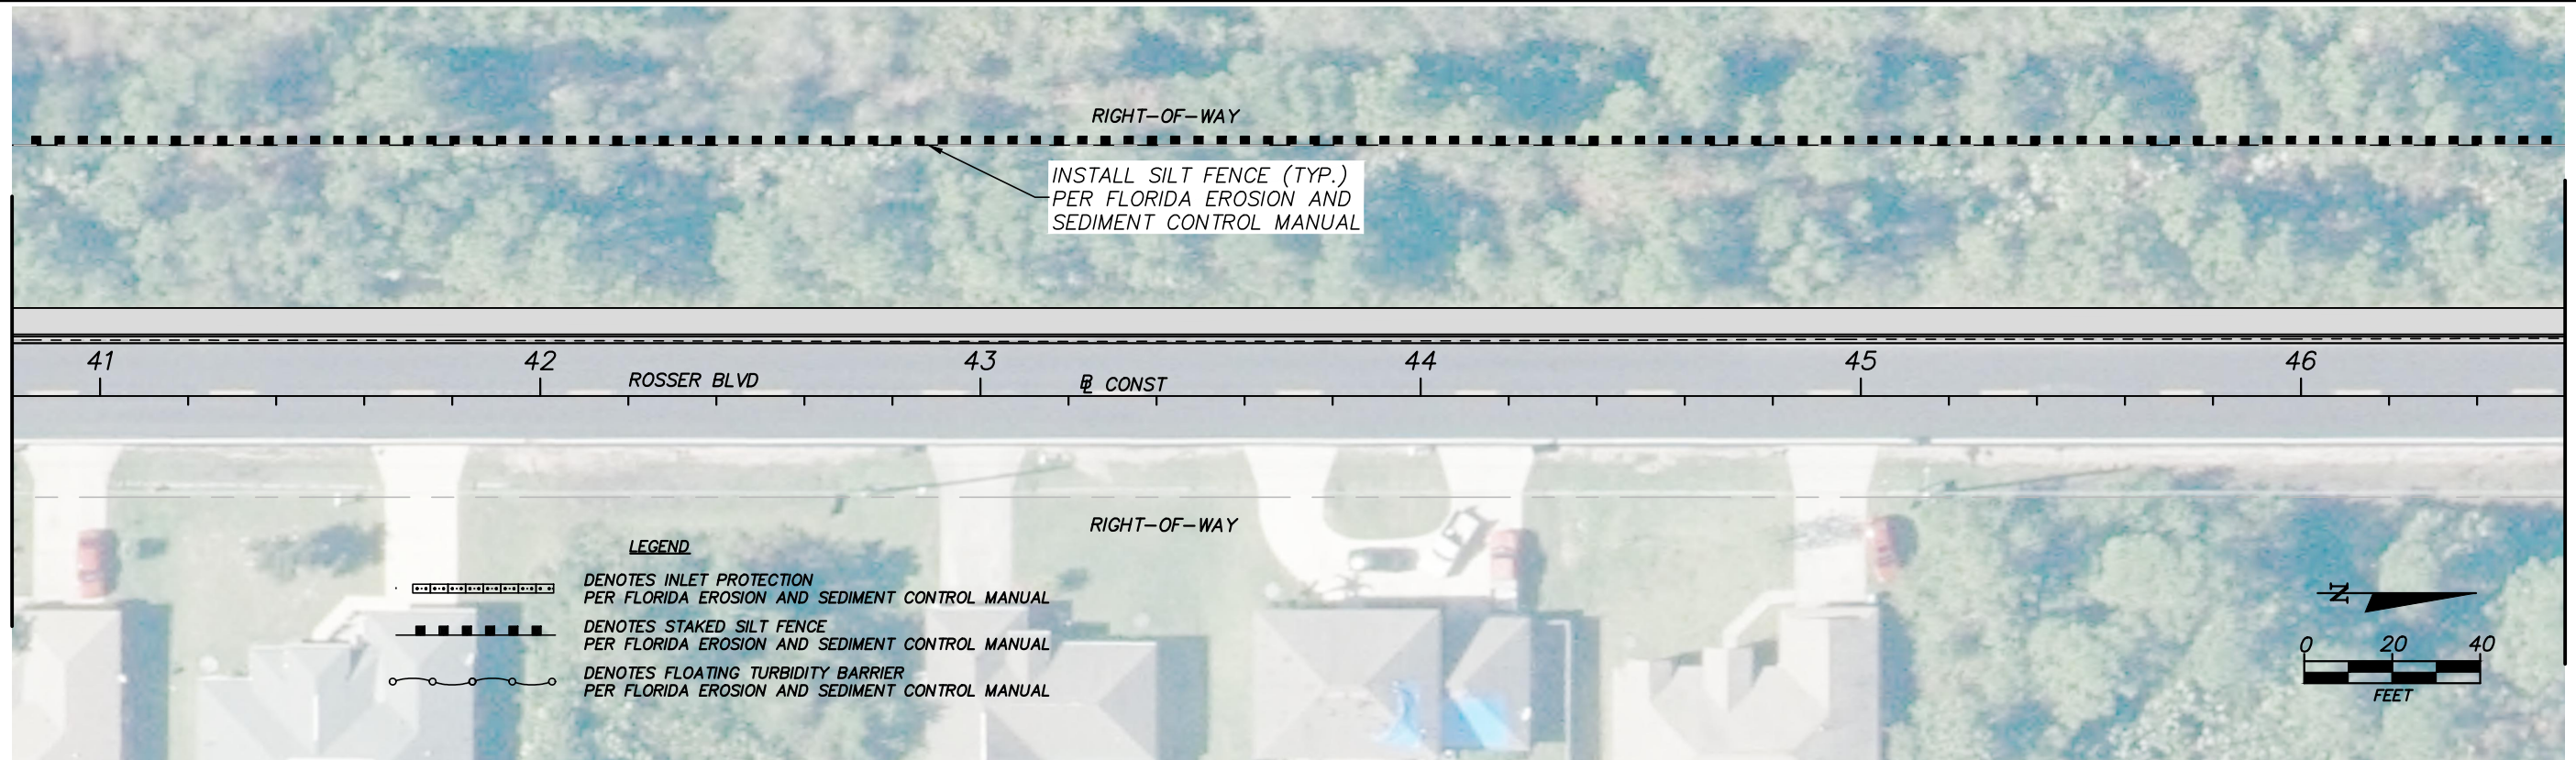 RIGHT-OF-WAY
INSTALL SILT FENCE (TYP.)
PER FLORIDA EROSION AND
SEDIMENT CONTROL MANUAL
41 42 43 44 45 46
ROSSER BLVD
BL CONST
RIGHT-OF-WAY
LEGEND
DENOTES INLET PROTECTION
PER FLORIDA EROSION AND SEDIMENT CONTROL MANUAL
DENOTES STAKED SILT FENCE
PER FLORIDA EROSION AND SEDIMENT CONTROL MANUAL
DENOTES FLOATING TURBIDITY BARRIER
PER FLORIDA EROSION AND SEDIMENT CONTROL MANUAL
N
0 20 40
FEET